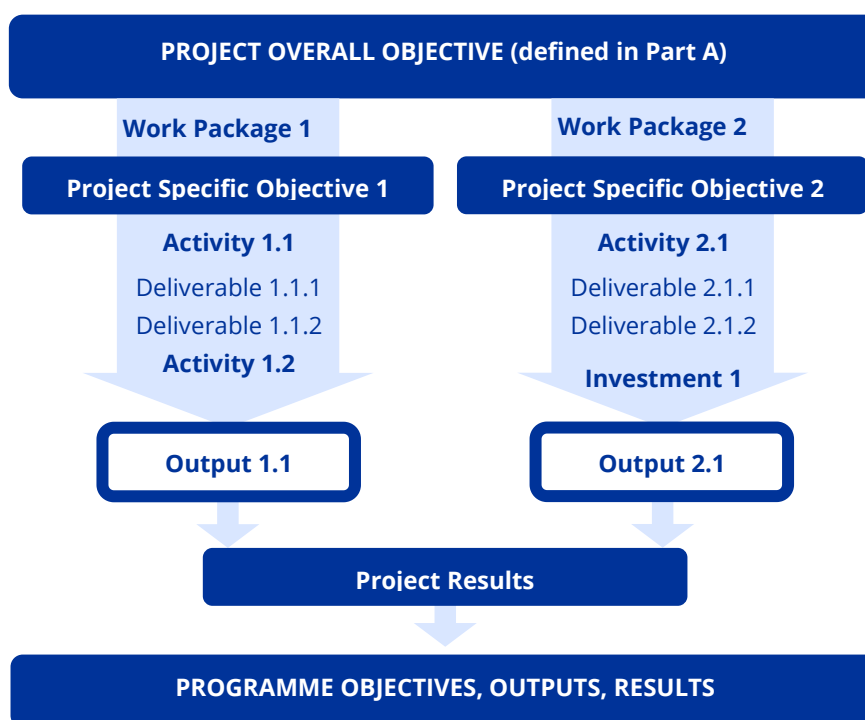 PROJECT OVERALL OBJECTIVE (defined in Part A)
Work Package 1
Project Specific Objective 1
Activity 1.1
Deliverable 1.1.1
Deliverable 1.1.2
Activity 1.2
Output 1.1
Work Package 2
Project Specific Objective 2
Activity 2.1
Deliverable 2.1.1
Deliverable 2.1.2
Investment 1
Output 2.1
Project Results
PROGRAMME OBJECTIVES, OUTPUTS, RESULTS